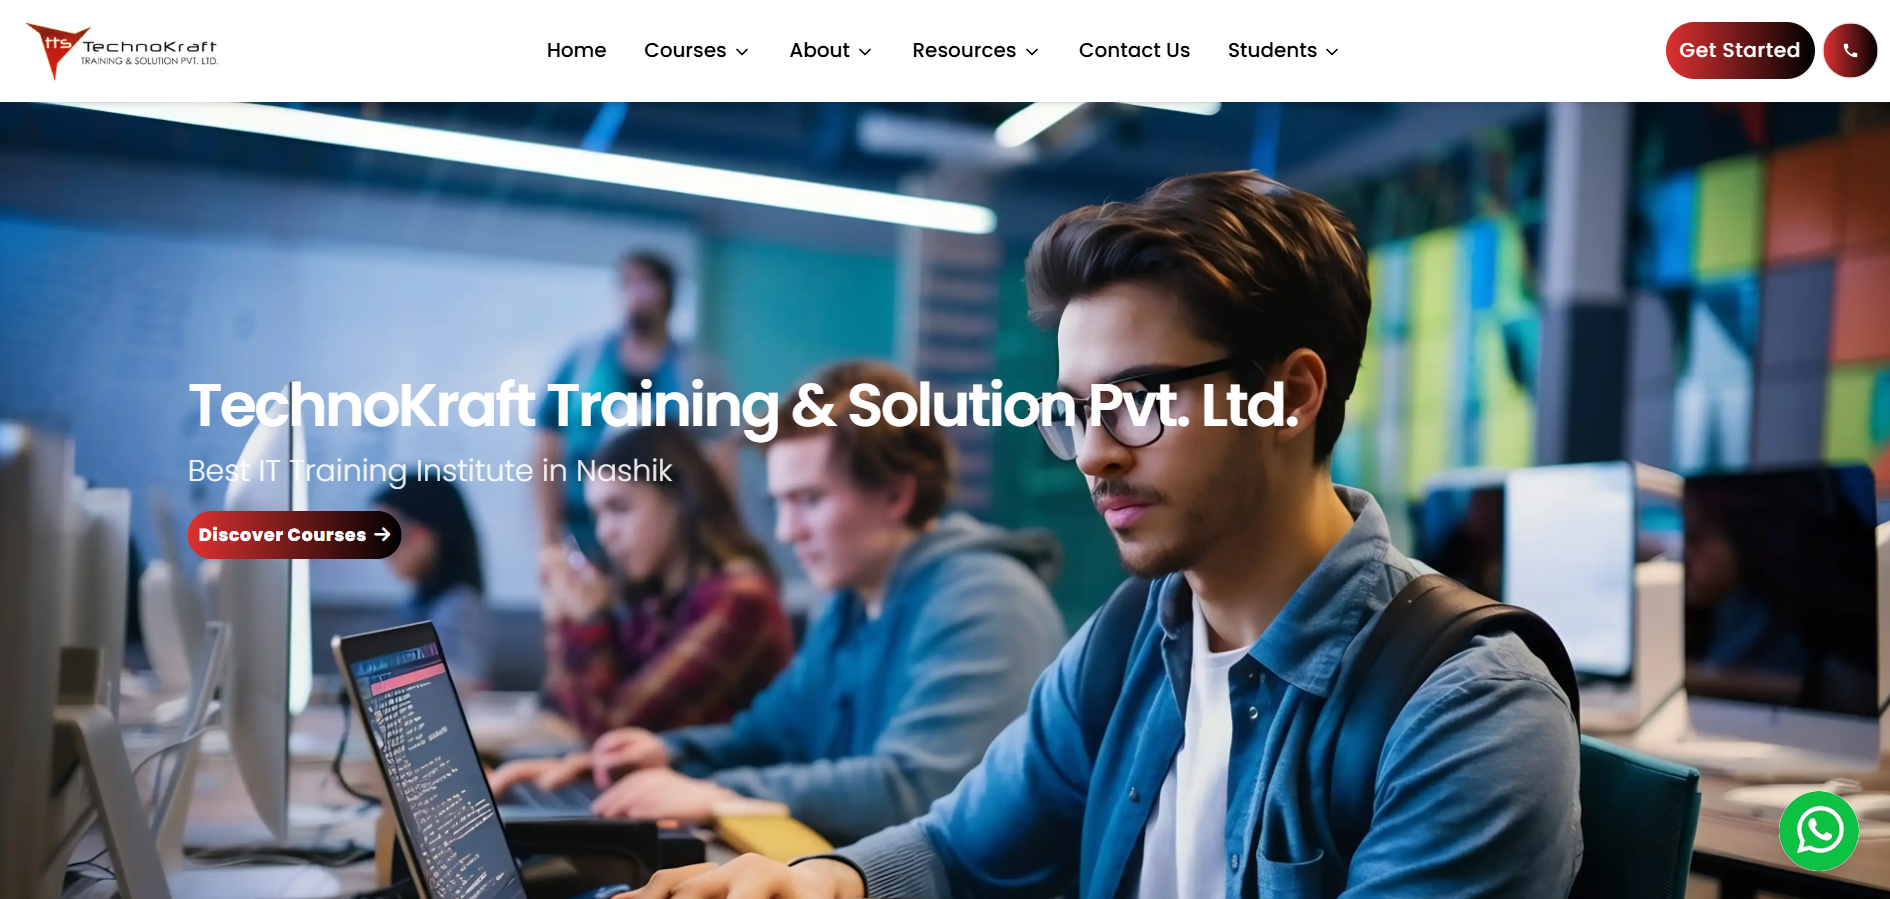 tts
TechnoKraft
TRAINING & SOLUTION PVT. LTD.
Home
Courses
About
Resources
Contact Us
Students
Get Started
TechnoKraft Training & Solution Pvt. Ltd.
Best IT Training Institute in Nashik
Discover Courses →